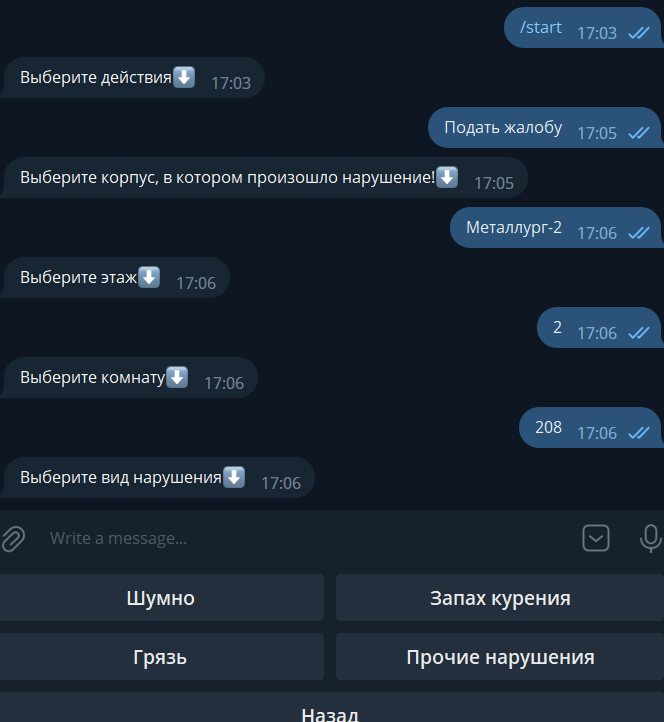 /start 17:03
Выберите действия⬇️ 17:03
Подать жалобу 17:05
Выберите корпус, в котором произошло нарушение!⬇️ 17:05
Металлург-2 17:06
Выберите этаж⬇️ 17:06
2 17:06
Выберите комнату⬇️ 17:06
208 17:06
Выберите вид нарушения⬇️ 17:06
Write a message...
Шумно
Запах курения
Грязь
Прочие нарушения
Назад